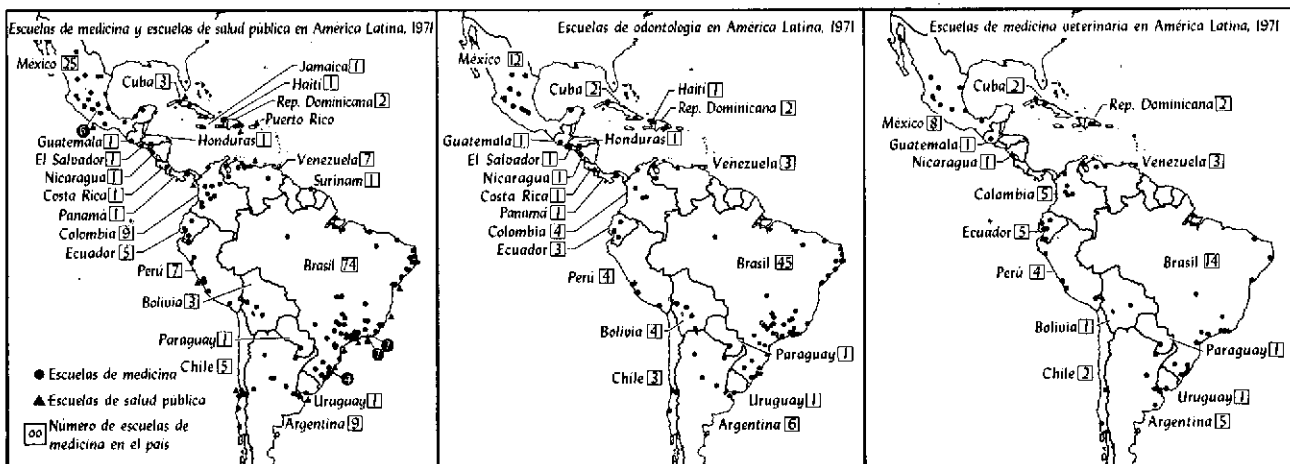 Escuelas de medicina y escuelas de salud pública en América Latina, 1971
México 25
Cuba 3
Jamaica 1
Haití 1
Rep. Dominicana 2
Puerto Rico
6
Guatemala 1
Honduras 1
El Salvador 1
Nicaragua 1
Costa Rica 1
Panamá 1
Venezuela 7
Surinam 1
Colombia 9
Ecuador 5
Perú 7
Brasil 74
Bolivia 3
Paraguay 1
Chile 5
7
7
4
Uruguay 1
Argentina 9
Escuelas de medicina
Escuelas de salud pública
00 Número de escuelas de
medicina en el país
Escuelas de odontología en América Latina, 1971
México 12
Cuba 2
Haití 1
Rep. Dominicana 2
Guatemala 1
Honduras 1
El Salvador 1
Nicaragua 1
Costa Rica 1
Panamá 1
Venezuela 3
Colombia 4
Ecuador 3
Perú 4
Brasil 45
Bolivia 4
Paraguay 1
Chile 3
Uruguay 1
Argentina 6
Escuelas de medicina veterinaria en América Latina, 1971
Cuba 2
Rep. Dominicana 2
México 8
Guatemala 1
Nicaragua 1
Venezuela 3
Colombia 5
Ecuador 5
Perú 4
Brasil 14
Bolivia 1
Paraguay 1
Chile 2
Uruguay 1
Argentina 5